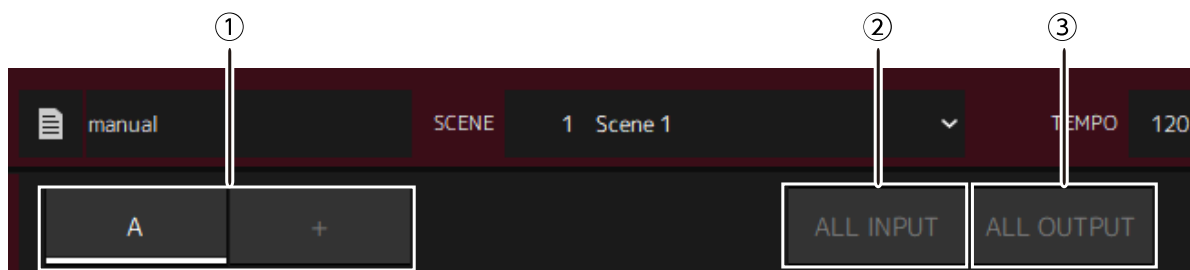 ① ② ③
manual SCENE 1 Scene 1 TEMPO 120
A + ALL INPUT ALL OUTPUT